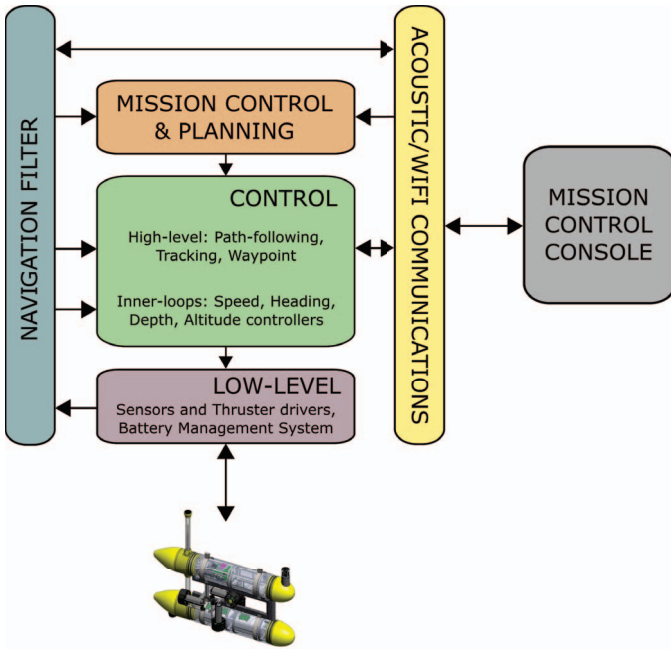 NAVIGATION FILTER
MISSION CONTROL
& PLANNING
CONTROL
High-level: Path-following,
Tracking, Waypoint
Inner-loops: Speed, Heading,
Depth, Altitude controllers
LOW-LEVEL
Sensors and Thruster drivers,
Battery Management System
ACOUSTIC/WIFI COMMUNICATIONS
MISSION
CONTROL
CONSOLE